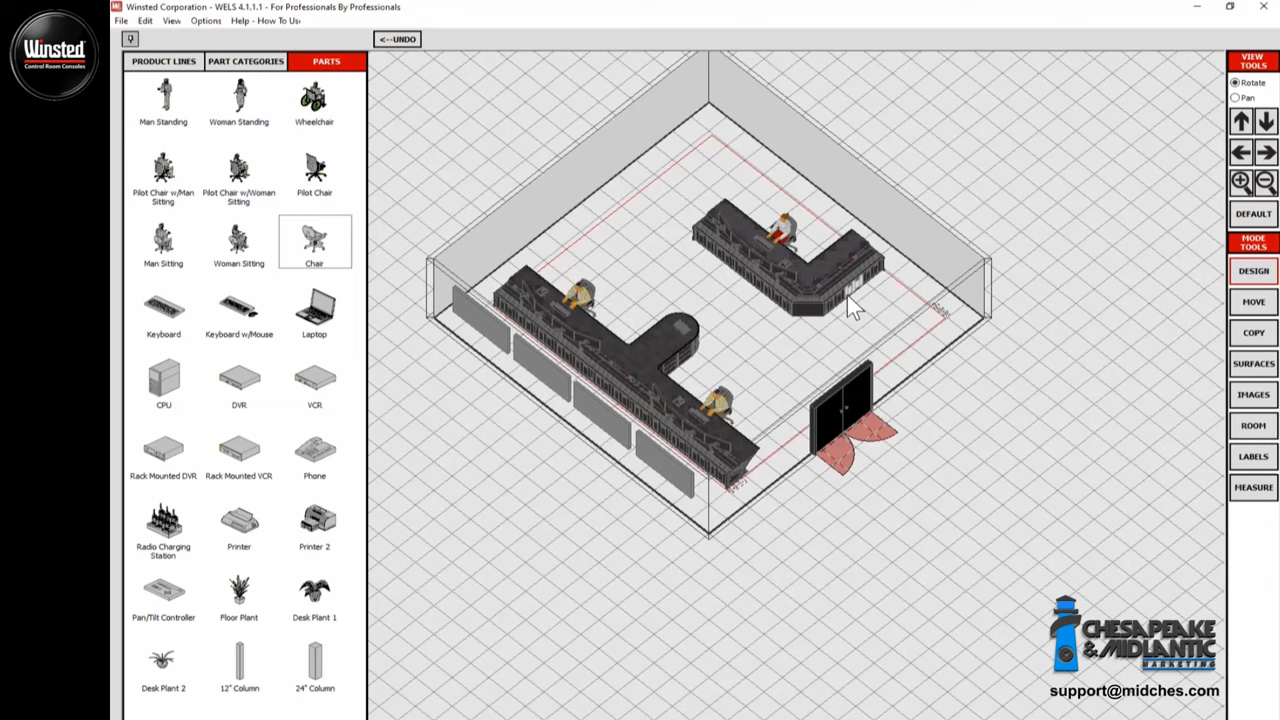 Winsted
Control Room Consoles
Winsted Corporation - WELS 4.1.1.1 - For Professionals By Professionals
File Edit View Options Help - How To Us
<--UNDO
PRODUCT LINES PART CATEGORIES PARTS
Man Standing Woman Standing Wheelchair
Pilot Chair w/Man Sitting Pilot Chair w/Woman Sitting Pilot Chair
Man Sitting Woman Sitting Chair
Keyboard Keyboard w/Mouse Laptop
CPU DVR VCR
Rack Mounted DVR Rack Mounted VCR Phone
Radio Charging Station Printer Printer 2
Pan/Tilt Controller Floor Plant Desk Plant 1
Desk Plant 2 12" Column 24" Column
VIEW
TOOLS
Rotate
Pan
DEFAULT
MODE
TOOLS
DESIGN
MOVE
COPY
SURFACES
IMAGES
ROOM
LABELS
MEASURE
CHESAPEAKE
& MIDLANTIC
MARKETING
support@midches.com